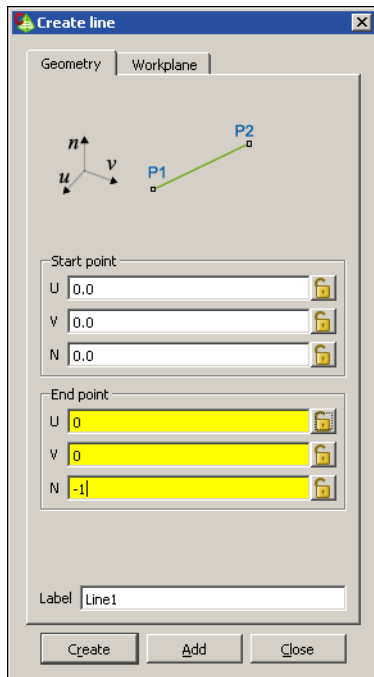 Create line
Geometry Workplane
n
v
u
P1
P2
Start point
U 0.0
V 0.0
N 0.0
End point
U 0
V 0
N -1
Label Line1
Create Add Close